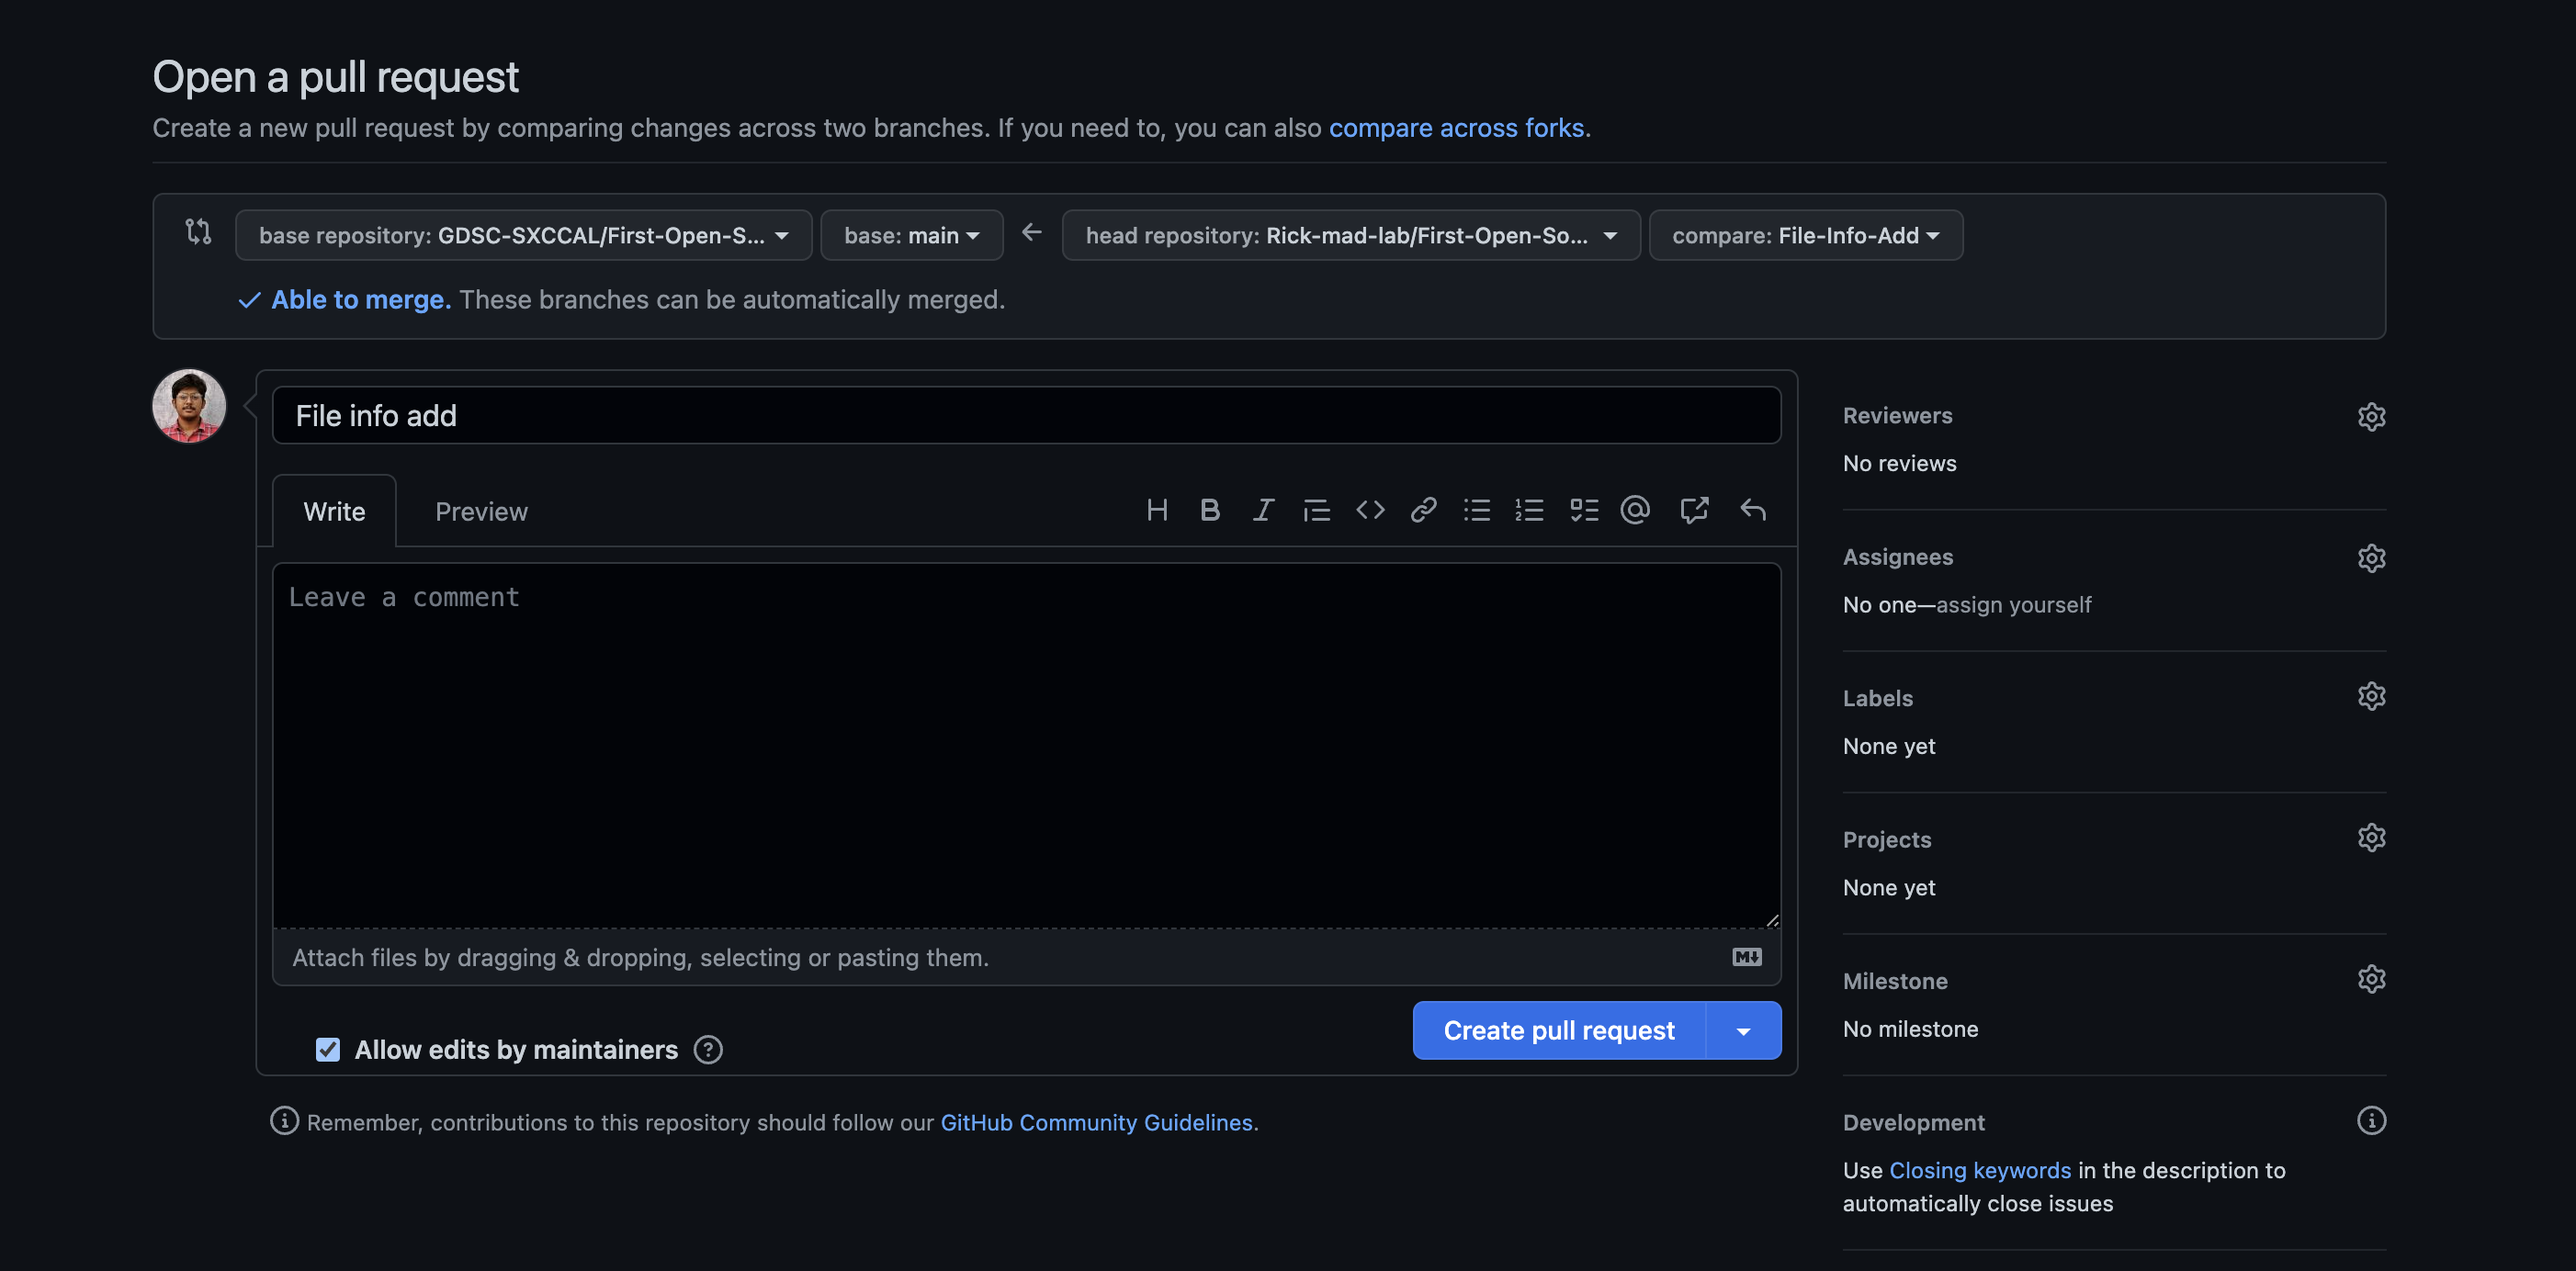 Open a pull request
Create a new pull request by comparing changes across two branches. If you need to, you can also compare across forks.
base repository: GDSC-SXCCAL/First-Open-S... base: main head repository: Rick-mad-lab/First-Open-So... compare: File-Info-Add
Able to merge. These branches can be automatically merged.
File info add
Write Preview
Leave a comment
Attach files by dragging & dropping, selecting or pasting them.
Allow edits by maintainers
Create pull request
Remember, contributions to this repository should follow our GitHub Community Guidelines.
Reviewers
No reviews
Assignees
No one—assign yourself
Labels
None yet
Projects
None yet
Milestone
No milestone
Development
Use Closing keywords in the description to
automatically close issues